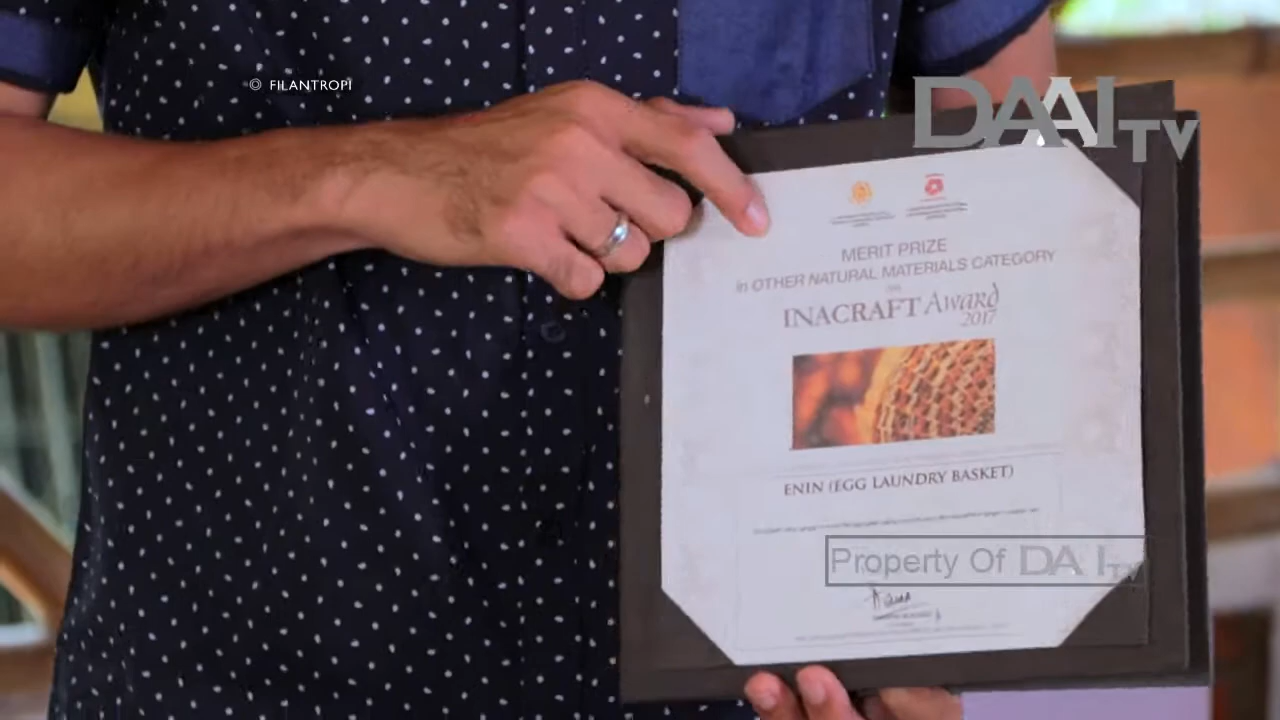 © FILANTROPI
DAAI TV
MERIT PRIZE
in OTHER NATURAL MATERIALS CATEGORY
INACRAFT Award
2017
ENIN (EGG LAUNDRY BASKET)
Property Of DAAI TV